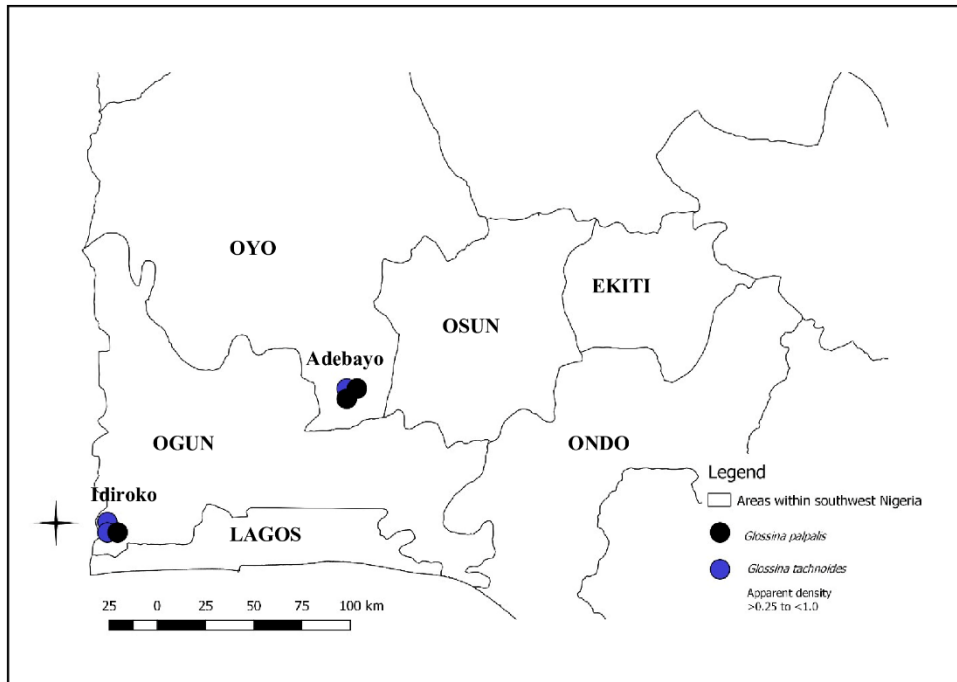 OYO
EKITI
OSUN
Adebayo
OGUN
ONDO
Idiroko
LAGOS
Legend
Areas within southwest Nigeria
Glossina palpalis
Glossina tachnoides
Apparent density
>0.25 to <1.0
25 0 25 50 75 100 km